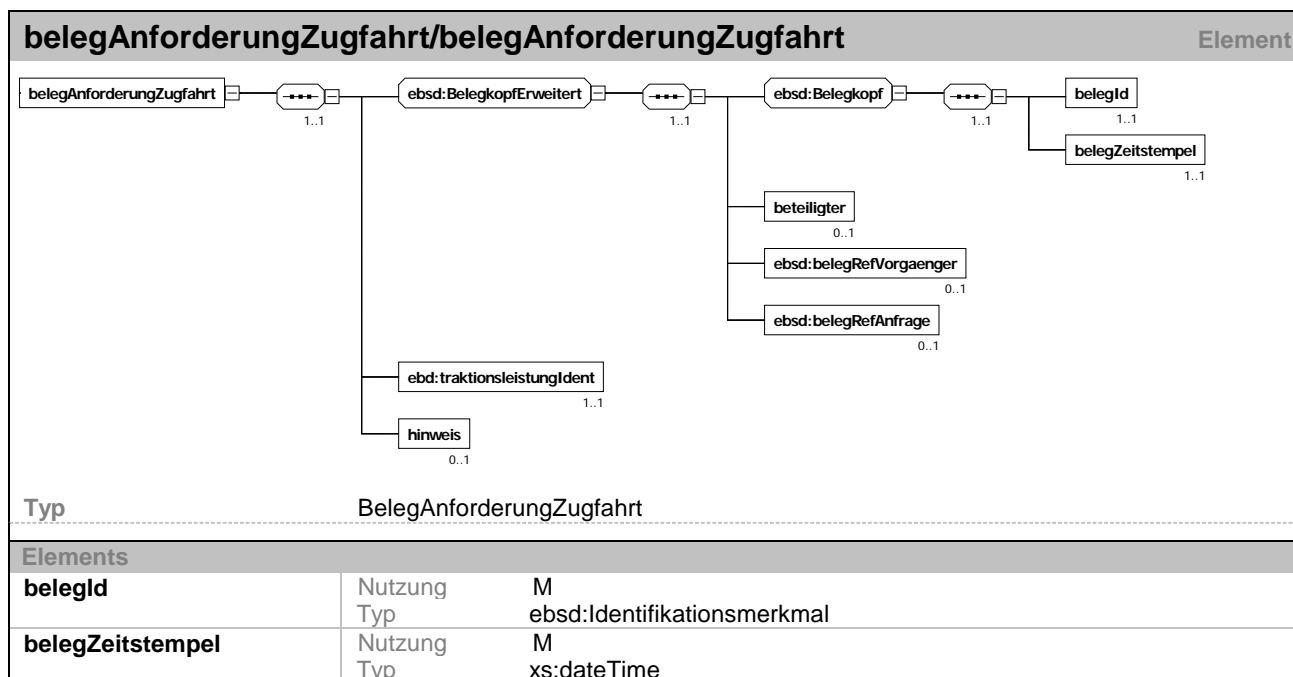 belegAnforderungZugfahrt/belegAnforderungZugfahrt Element
belegAnforderungZugfahrt 1..1 ebsd:BelegkopfErweitert 1..1 ebsd:Belegkopf 1..1 belegId
1..1
belegZeitstempel
1..1
beteiligter
0..1
ebsd:belegRefVorgaenger
0..1
ebsd:belegRefAnfrage
0..1
ebd:traktionsleistungIdent
1..1
hinweis
0..1
Typ BelegAnforderungZugfahrt
Elements
belegId Nutzung M
Typ ebsd:Identifikationsmerkmal
belegZeitstempel Nutzung M
Typ xs:dateTime